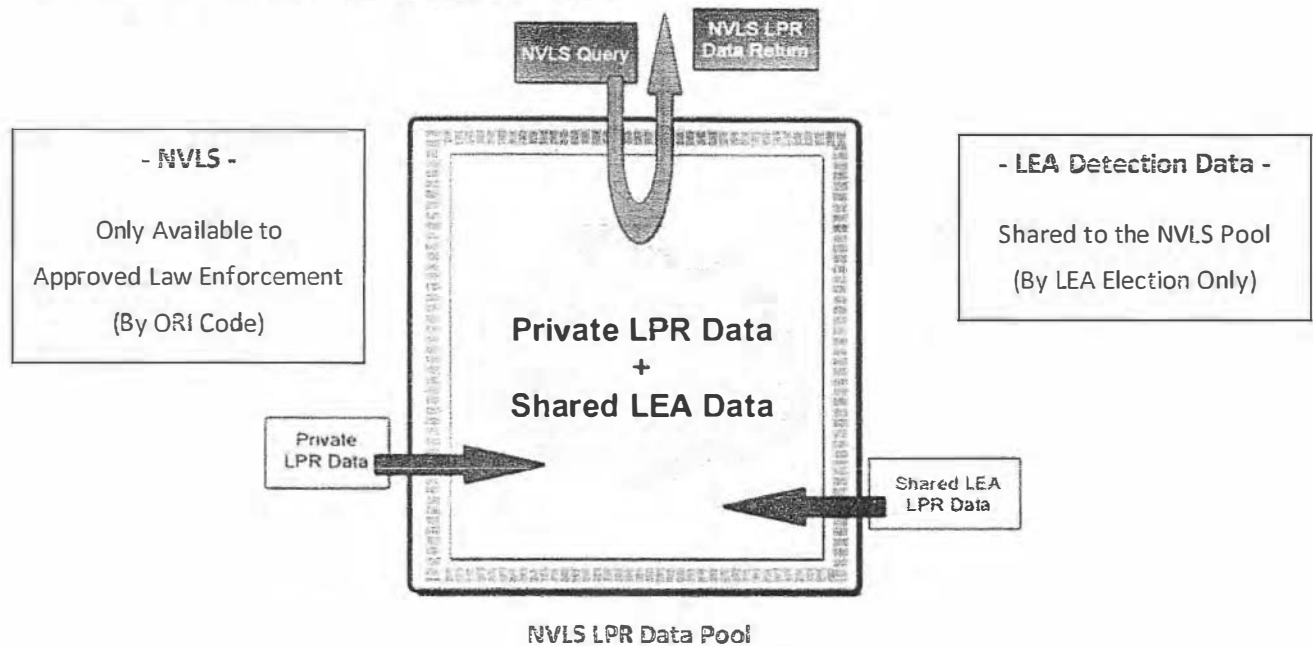 NVLS Query
NVLS LPR
Data Return
- NVLS -
Only Available to
Approved Law Enforcement
(By ORI Code)
- LEA Detection Data -
Shared to the NVLS Pool
(By LEA Election Only)
Private LPR Data
+
Shared LEA Data
Private
LPR Data
Shared LEA
LPR Data
NVLS LPR Data Pool